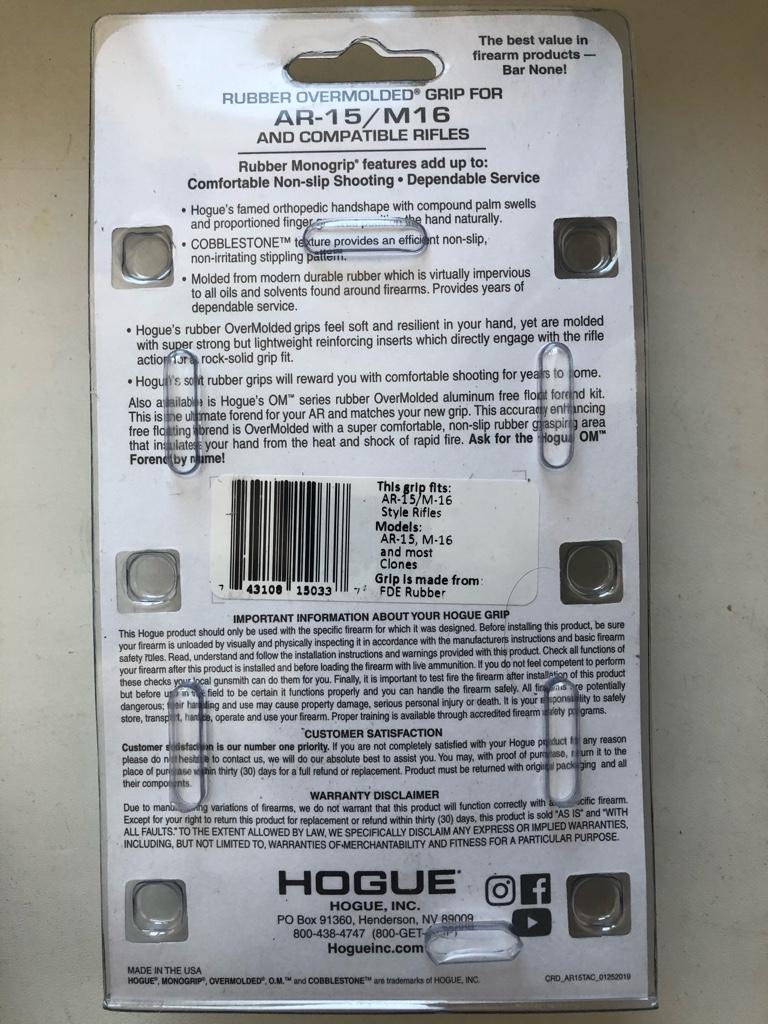 The best value in
firearm products —
Bar None!
RUBBER OVERMOLDED® GRIP FOR
AR-15/M16
AND COMPATIBLE RIFLES
Rubber Monogrip® features add up to:
Comfortable Non-slip Shooting • Dependable Service
• Hogue's famed orthopedic handshape with compound palm swells
and proportioned finger the hand naturally.
• COBBLESTONE™ texture provides an efficient non-slip,
non-irritating stippling pattern.
• Molded from modern durable rubber which is virtually impervious
to all oils and solvents found around firearms. Provides years of
dependable service.
• Hogue's rubber OverMolded grips feel soft and resilient in your hand, yet are molded
with super strong but lightweight reinforcing inserts which directly engage with the rifle
action for a rock-solid grip fit.
• Hogue's soft rubber grips will reward you with comfortable shooting for years to come.
Also available is Hogue's OM™ series rubber OverMolded aluminum free float forend kit.
This is the ultimate forend for your AR and matches your new grip. This accuracy enhancing
free floating forend is OverMolded with a super comfortable, non-slip rubber grasping area
that insulates your hand from the heat and shock of rapid fire. Ask for the Hogue OM™
Forend by name!
This grip fits:
AR-15/M-16
Style Rifles
Models:
AR-15, M-16
and most
Clones
Grip is made from:
FDE Rubber
7 43108 15033 7
IMPORTANT INFORMATION ABOUT YOUR HOGUE GRIP
This Hogue product should only be used with the specific firearm for which it was designed. Before installing this product, be sure
your firearm is unloaded by visually and physically inspecting it in accordance with the manufacturers instructions and basic firearm
safety rules. Read, understand and follow the installation instructions and warnings provided with this product. Check all functions of
your firearm after this product is installed and before loading the firearm with live ammunition. If you do not feel competent to perform
these checks your local gunsmith can do them for you. Finally, it is important to test fire the firearm after installation of this product
but before use in the field to be certain it functions properly and you can handle the firearm safely. All firearms are potentially
dangerous; their handling and use may cause property damage, serious personal injury or death. It is your responsibility to safely
store, transport, handle, operate and use your firearm. Proper training is available through accredited firearm safety programs.
CUSTOMER SATISFACTION
Customer satisfaction is our number one priority. If you are not completely satisfied with your Hogue product for any reason
please do not hesitate to contact us, we will do our absolute best to assist you. You may, with proof of purchase, return it to the
place of purchase within thirty (30) days for a full refund or replacement. Product must be returned with original packaging and all
their components.
WARRANTY DISCLAIMER
Due to manufacturing variations of firearms, we do not warrant that this product will function correctly with a specific firearm.
Except for your right to return this product for replacement or refund within thirty (30) days, this product is sold "AS IS" and "WITH
ALL FAULTS." TO THE EXTENT ALLOWED BY LAW, WE SPECIFICALLY DISCLAIM ANY EXPRESS OR IMPLIED WARRANTIES,
INCLUDING, BUT NOT LIMITED TO, WARRANTIES OF MERCHANTABILITY AND FITNESS FOR A PARTICULAR PURPOSE.
HOGUE®
HOGUE, INC.
PO Box 91360, Henderson, NV 89009
800-438-4747 (800-GET-
Hogueinc.com
MADE IN THE USA
HOGUE®, MONOGRIP®, OVERMOLDED®, O.M.™ and COBBLESTONE™ are trademarks of HOGUE, INC.
CRD_AR15TAC_01252019